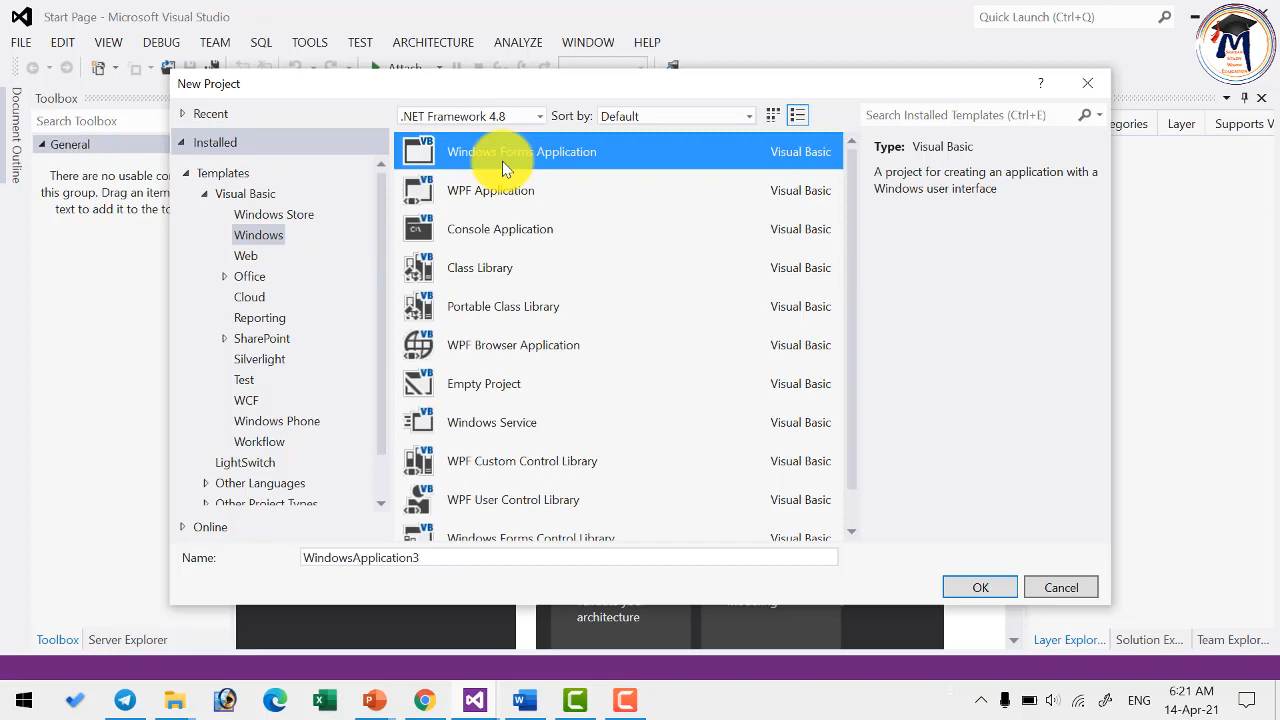 Start Page - Microsoft Visual Studio
Quick Launch (Ctrl+Q)
FILE EDIT VIEW DEBUG TEAM SQL TOOLS TEST ARCHITECTURE ANALYZE WINDOW HELP
Attach
Toolbox
Search Toolbox
General
There are no usable con
this group. Drag an item
text to add it to the to
Documents Outline
New Project
?
Recent
Installed
Templates
Visual Basic
Windows Store
Windows
Web
Office
Cloud
Reporting
SharePoint
Silverlight
Test
WCF
Windows Phone
Workflow
LightSwitch
Other Languages
Other Project Types
Online
.NET Framework 4.8
Sort by: Default
Windows Forms Application Visual Basic
WPF Application Visual Basic
Console Application Visual Basic
Class Library Visual Basic
Portable Class Library Visual Basic
WPF Browser Application Visual Basic
Empty Project Visual Basic
Windows Service Visual Basic
WPF Custom Control Library Visual Basic
WPF User Control Library Visual Basic
Windows Forms Control Library Visual Basic
Search Installed Templates (Ctrl+E)
Type: Visual Basic
A project for creating an application with a
Windows user interface
Name: WindowsApplication3
OK Cancel
egories Layer Supports V
architecture
Toolbox Server Explorer
Layer Explor... Solution Ex... Team Explor...
ENG
6:21 AM
14-Apr-21